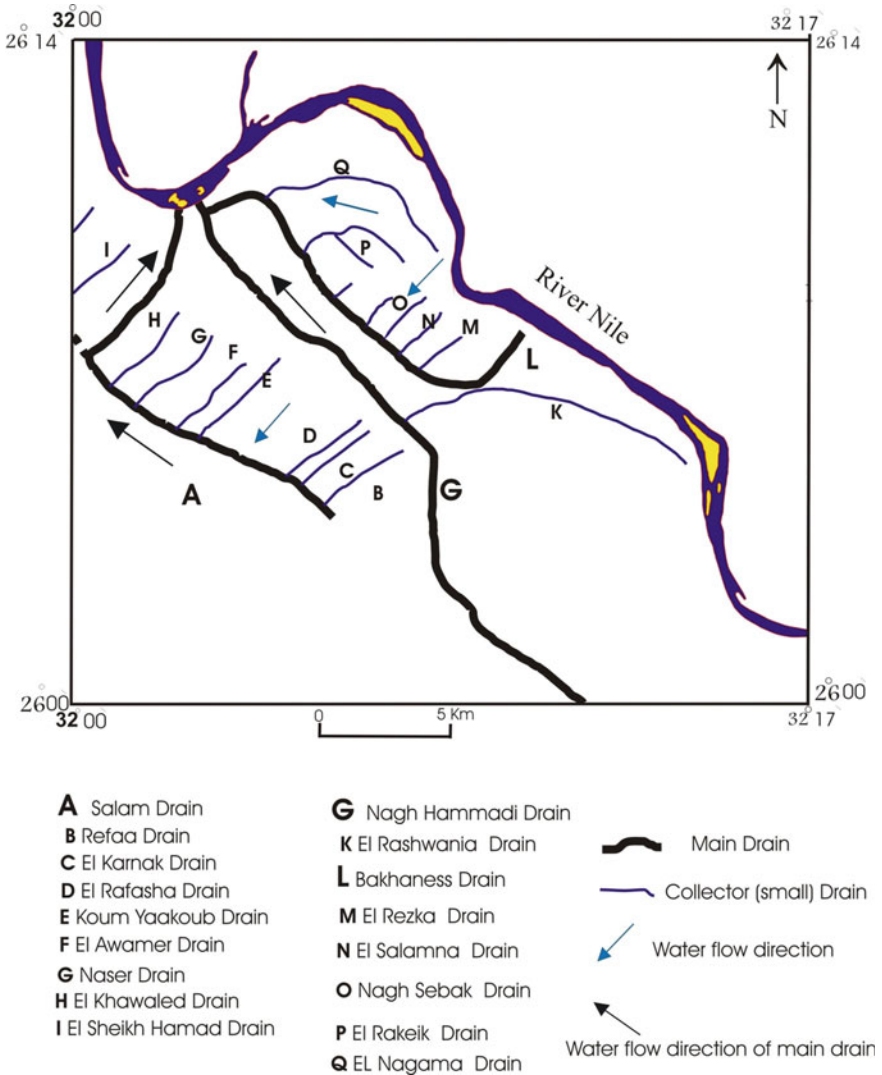 32 00
32 17
26 14
26 14
N
Q
P
I
O
River Nile
H
N
M
G
F
L
E
K
D
C
B
A
G
26 00
26 00
32 00
32 17
0 5 Km
A Salam Drain
B Refaa Drain
C El Karnak Drain
D El Rafasha Drain
E Koum Yaakoub Drain
F El Awamer Drain
G Naser Drain
H El Khawaled Drain
I El Sheikh Hamad Drain
G Nagh Hammadi Drain
K El Rashwania Drain
L Bakhaness Drain
M El Rezka Drain
N El Salamna Drain
O Nagh Sebak Drain
P El Rakeik Drain
Q EL Nagama Drain
Main Drain
Collector (small) Drain
Water flow direction
Water flow direction of main drain